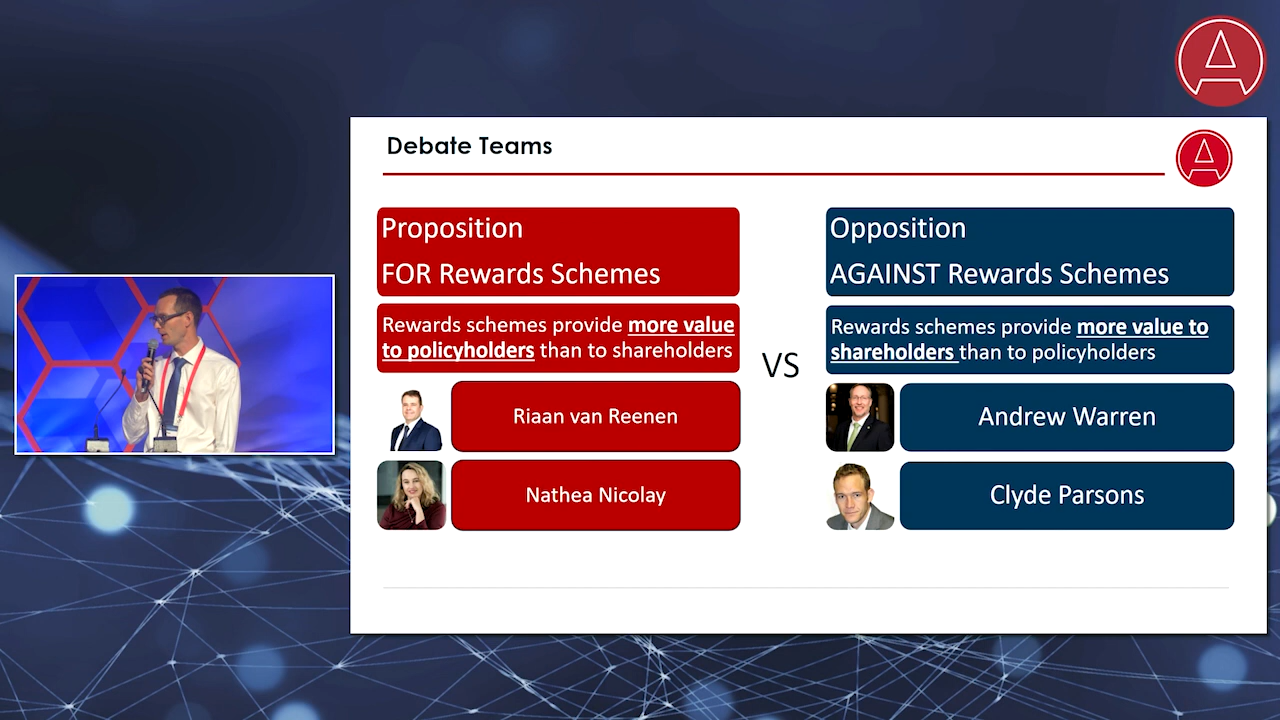 Debate Teams
Proposition
FOR Rewards Schemes
Rewards schemes provide more value
to policyholders than to shareholders
Riaan van Reenen
Nathea Nicolay
VS
Opposition
AGAINST Rewards Schemes
Rewards schemes provide more value to
shareholders than to policyholders
Andrew Warren
Clyde Parsons